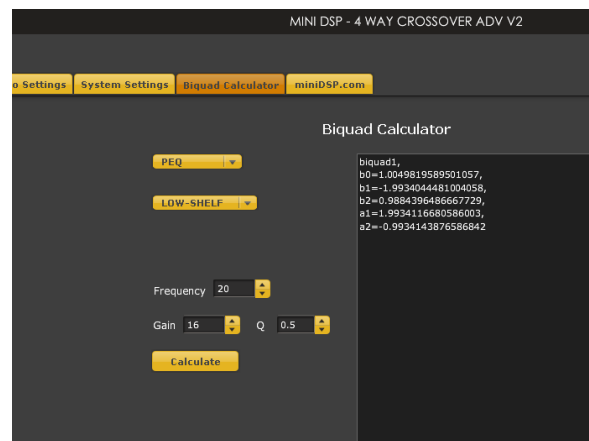 MINI DSP - 4 WAY CROSSOVER ADV V2
o Settings System Settings Biquad Calculator miniDSP.com
Biquad Calculator
PEQ
LOW-SHELF
biquad1,
b0=1.0049819589501057,
b1=-1.9934044481004058,
b2=0.9884396486667729,
a1=1.9934116680586003,
a2=-0.9934143876586842
Frequency 20
Gain 16 Q 0.5
Calculate